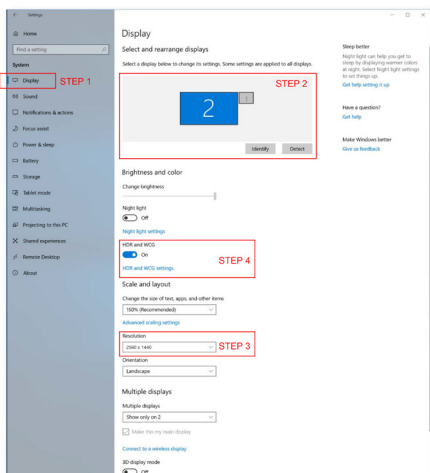 Settings
Home
Find a setting
System
Display
STEP 1
Sound
Notifications & actions
Focus assist
Power & sleep
Battery
Storage
Tablet mode
Multitasking
Projecting to this PC
Shared experiences
Remote Desktop
About
Display
Select and rearrange displays
Select a display below to change its settings. Some settings are applied to all displays.
STEP 2
2
1
Identify
Detect
Brightness and color
Change brightness
Night light
Off
Night light settings
HDR and WCG
On
STEP 4
HDR and WCG settings
Scale and layout
Change the size of text, apps, and other items
150% (Recommended)
Advanced scaling settings
Resolution
2560 x 1440
STEP 3
Orientation
Landscape
Multiple displays
Multiple displays
Show only on 2
Make this my main display
Connect to a wireless display
3D display mode
Off
Sleep better
Night light can help you get to
sleep by displaying warmer colors
at night. Select Night light settings
to set things up.
Get help setting it up
Have a question?
Get help
Make Windows better
Give us feedback